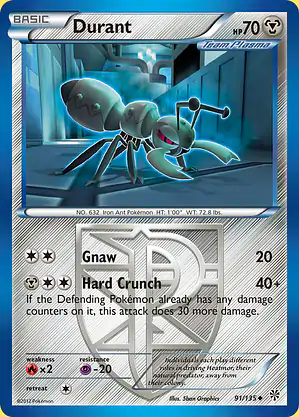 BASIC Durant HP70
Team Plasma
NO. 632 Iron Ant Pokémon HT: 1'00" WT: 72.8 lbs.
Gnaw 20
Hard Crunch 40+
If the Defending Pokémon already has any damage
counters on it, this attack does 30 more damage.
weakness
×2
resistance
-20
retreat
Individuals each play different
roles in driving Heatmor, their
natural predator, away from
their colony.
Illus. 5ban Graphics
91/135
©2012 Pokémon